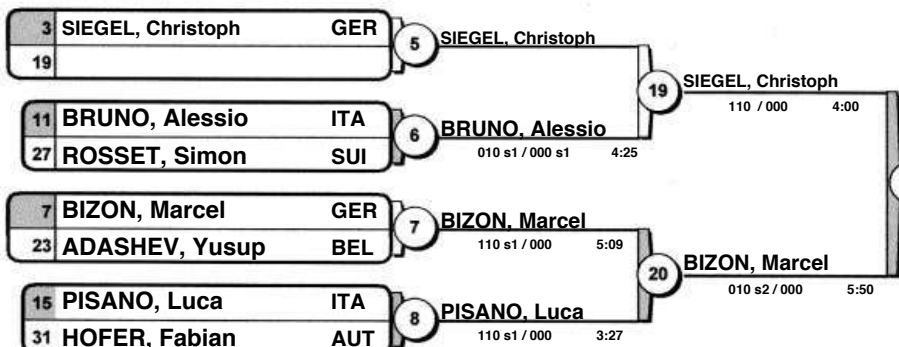 3 SIEGEL, Christoph GER
19
5
SIEGEL, Christoph
11 BRUNO, Alessio ITA
27 ROSSET, Simon SUI
6
BRUNO, Alessio
010 s1 / 000 s1 4:25
19
SIEGEL, Christoph
110 / 000 4:00
7 BIZON, Marcel GER
23 ADASHEV, Yusup BEL
7
BIZON, Marcel
110 s1 / 000 5:09
15 PISANO, Luca ITA
31 HOFER, Fabian AUT
8
PISANO, Luca
110 s1 / 000 3:27
20
BIZON, Marcel
010 s2 / 000 5:50